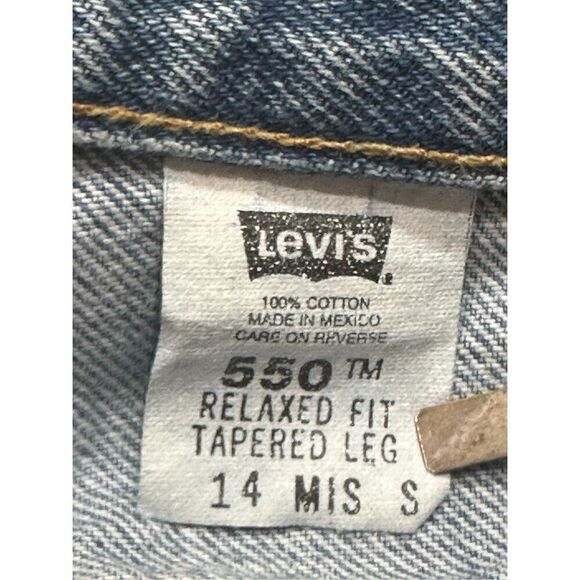 Levi's
100% COTTON
MADE IN MEXICO
CARE ON REVERSE
550™
RELAXED FIT
TAPERED LEG
14 MIS S